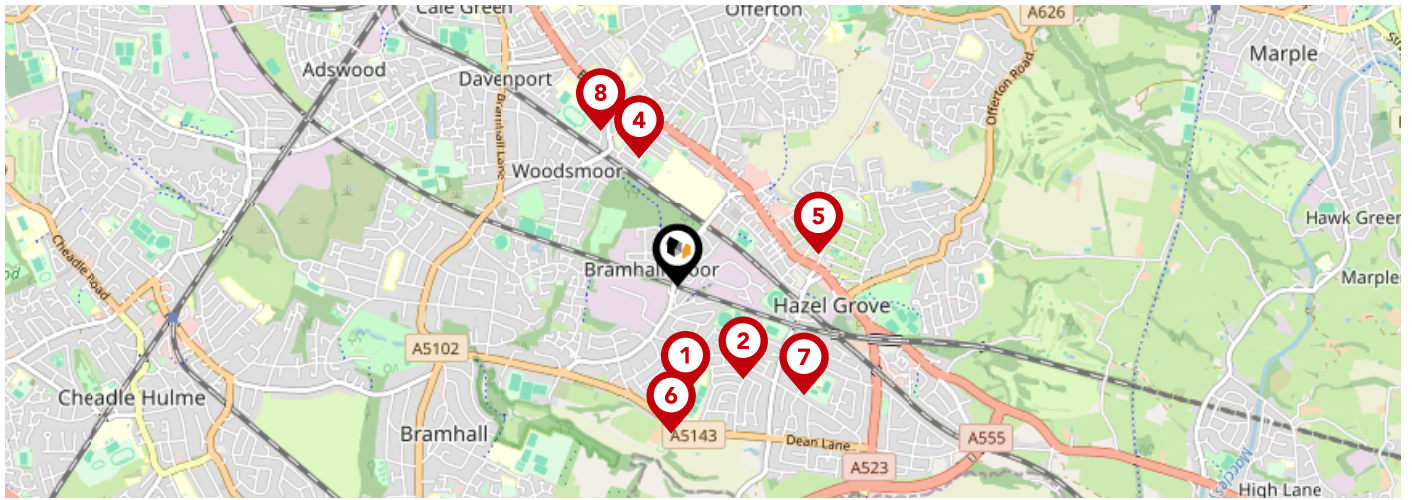 Cale Green
Offerton
A626
Marple
Adswood
Davenport
8
4
Bramhall Lane
Offerton Road
Woodsmoor
5
Hawk Green
Cheadle Road
Bramhall Moor
Marple
Hazel Grove
A5102
1
2
7
6
Cheadle Hulme
Bramhall
A5143
Dean Lane
A555
A523
High Lane